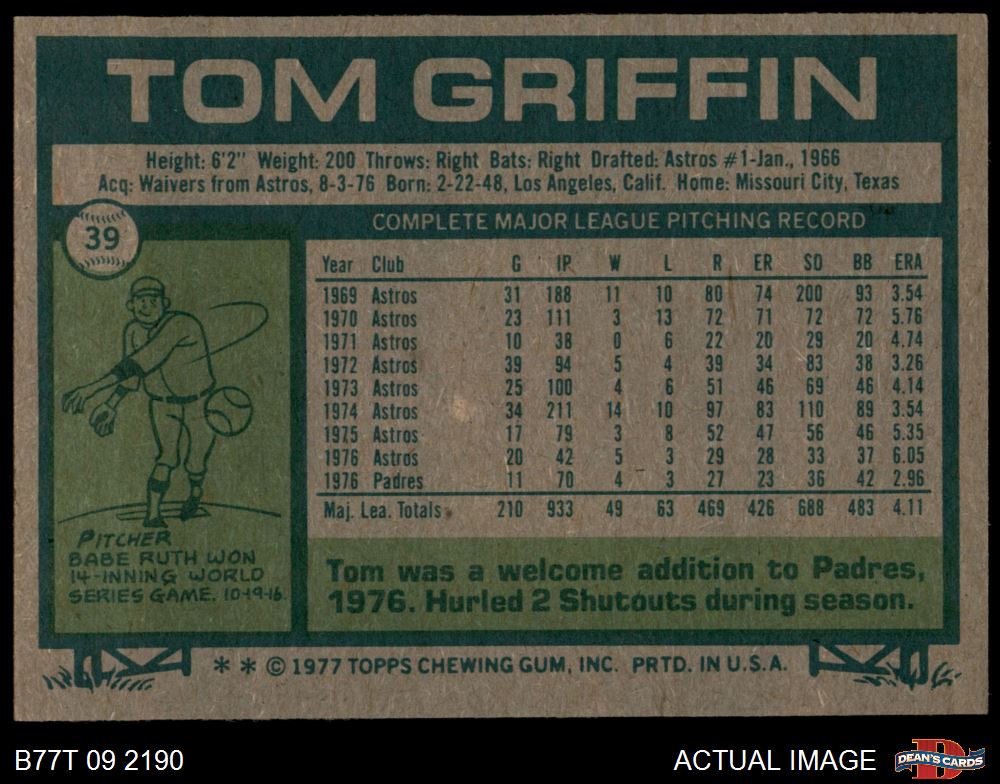 TOM GRIFFIN
Height: 6'2" Weight: 200 Throws: Right Bats: Right Drafted: Astros #1-Jan., 1966
Acq: Waivers from Astros, 8-3-76 Born: 2-22-48, Los Angeles, Calif. Home: Missouri City, Texas
39
COMPLETE MAJOR LEAGUE PITCHING RECORD
Year Club G IP W L R ER SO BB ERA
1969 Astros 31 188 11 10 80 74 200 93 3.54
1970 Astros 23 111 3 13 72 71 72 72 5.76
1971 Astros 10 38 0 6 22 20 29 20 4.74
1972 Astros 39 94 5 4 39 34 83 38 3.26
1973 Astros 25 100 4 6 51 46 69 46 4.14
1974 Astros 34 211 14 10 97 83 110 89 3.54
1975 Astros 17 79 3 8 52 47 56 46 5.35
1976 Astros 20 42 5 3 29 28 33 37 6.05
1976 Padres 11 70 4 3 27 23 36 42 2.96
Maj. Lea. Totals 210 933 49 63 469 426 688 483 4.11
PITCHER
BABE RUTH WON
14-INNING WORLD
SERIES GAME. 10-19-16.
Tom was a welcome addition to Padres,
1976. Hurled 2 Shutouts during season.
* * © 1977 TOPPS CHEWING GUM, INC. PRTD. IN U.S.A.
B77T 09 2190
ACTUAL IMAGE
DEAN'S CARDS